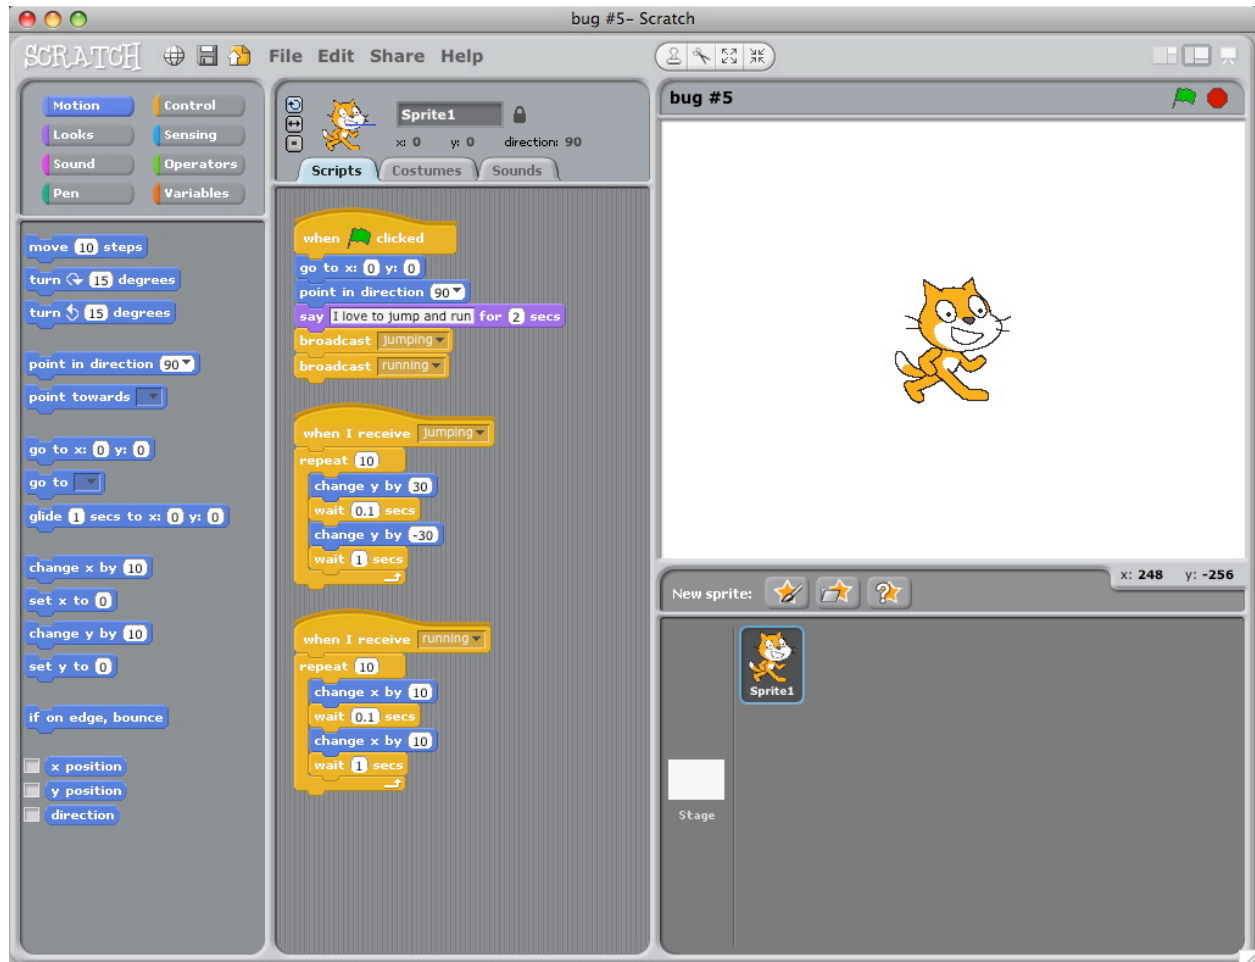 bug #5– Scratch
SCRATCH File Edit Share Help
Motion Control
Looks Sensing
Sound Operators
Pen Variables
move 10 steps
turn 15 degrees
turn 15 degrees
point in direction 90
point towards
go to x: 0 y: 0
go to
glide 1 secs to x: 0 y: 0
change x by 10
set x to 0
change y by 10
set y to 0
if on edge, bounce
x position
y position
direction
Sprite1
x: 0 y: 0 direction: 90
Scripts Costumes Sounds
when clicked
go to x: 0 y: 0
point in direction 90
say I love to jump and run for 2 secs
broadcast jumping
broadcast running
when I receive jumping
repeat 10
change y by 30
wait 0.1 secs
change y by -30
wait 1 secs
when I receive running
repeat 10
change x by 10
wait 0.1 secs
change x by 10
wait 1 secs
bug #5
x: 248 y: -256
New sprite:
Sprite1
Stage